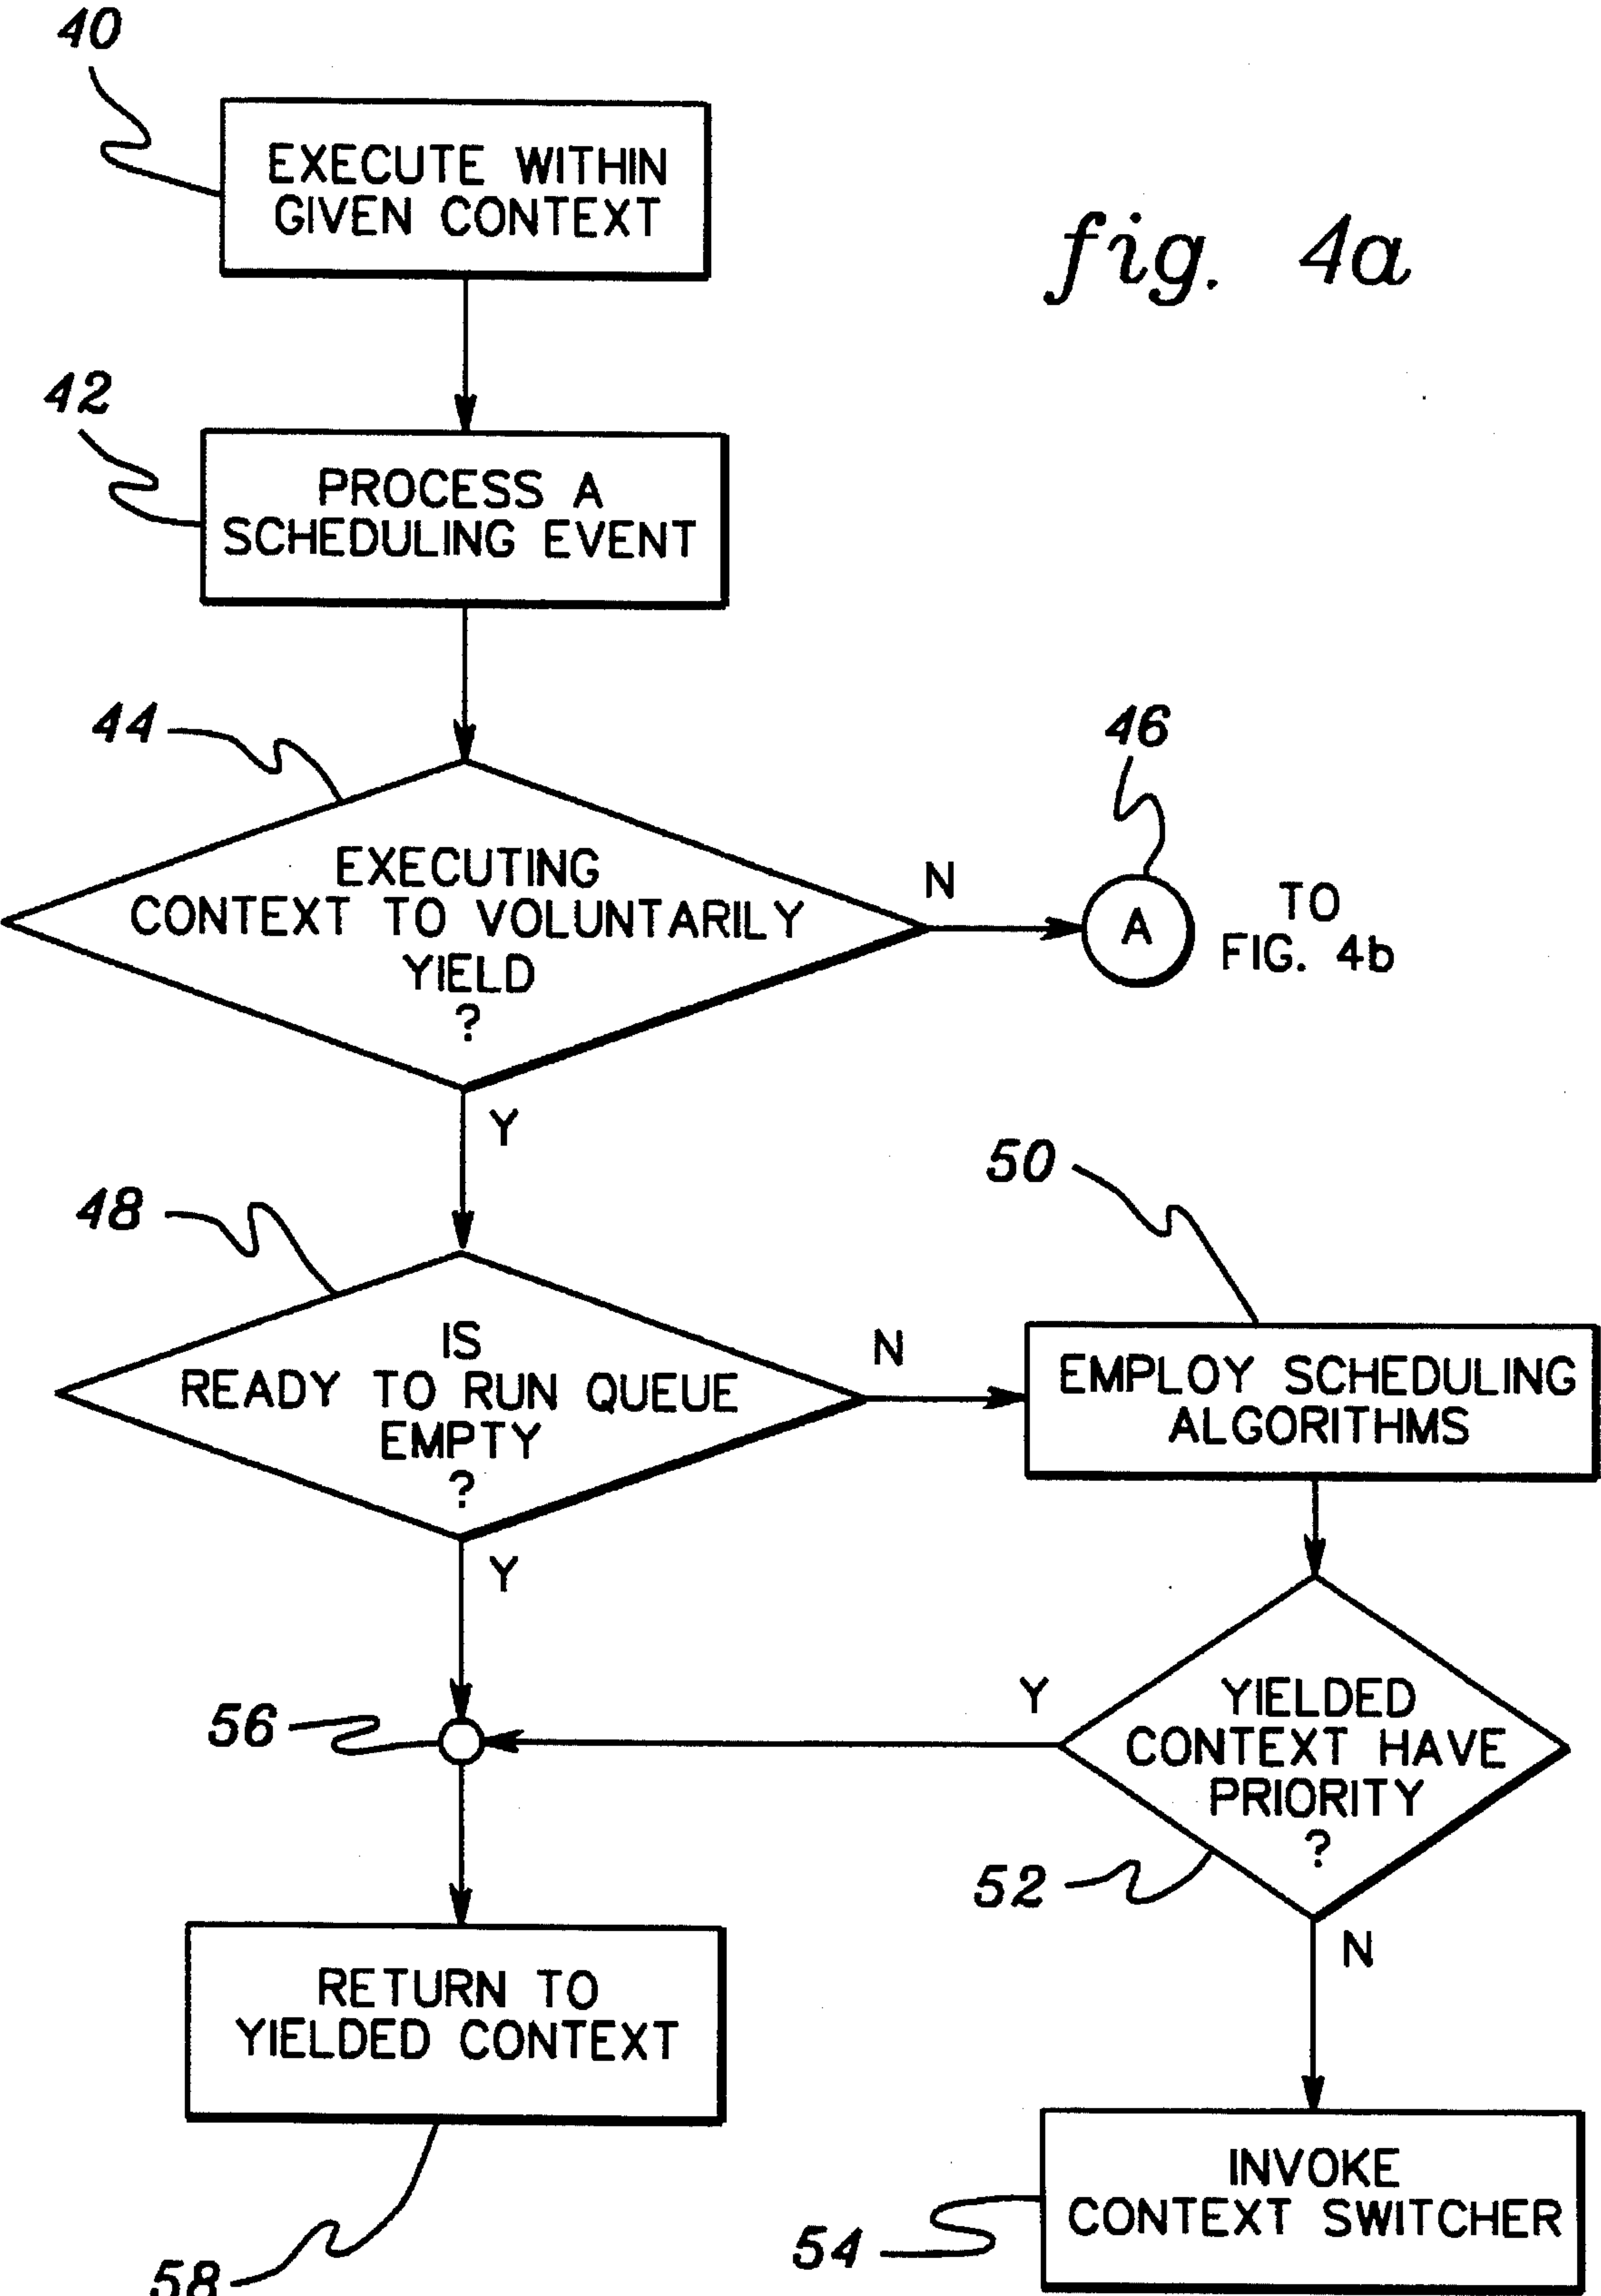 40
EXECUTE WITHIN
GIVEN CONTEXT
fig. 4a
42
PROCESS A
SCHEDULING EVENT
44
46
EXECUTING
CONTEXT TO VOLUNTARILY
YIELD
?
N
A
TO
FIG. 4b
Y
50
48
IS
READY TO RUN QUEUE
EMPTY
?
N
EMPLOY SCHEDULING
ALGORITHMS
Y
56
Y
YIELDED
CONTEXT HAVE
PRIORITY
?
52
N
RETURN TO
YIELDED CONTEXT
INVOKE
CONTEXT SWITCHER
54
58